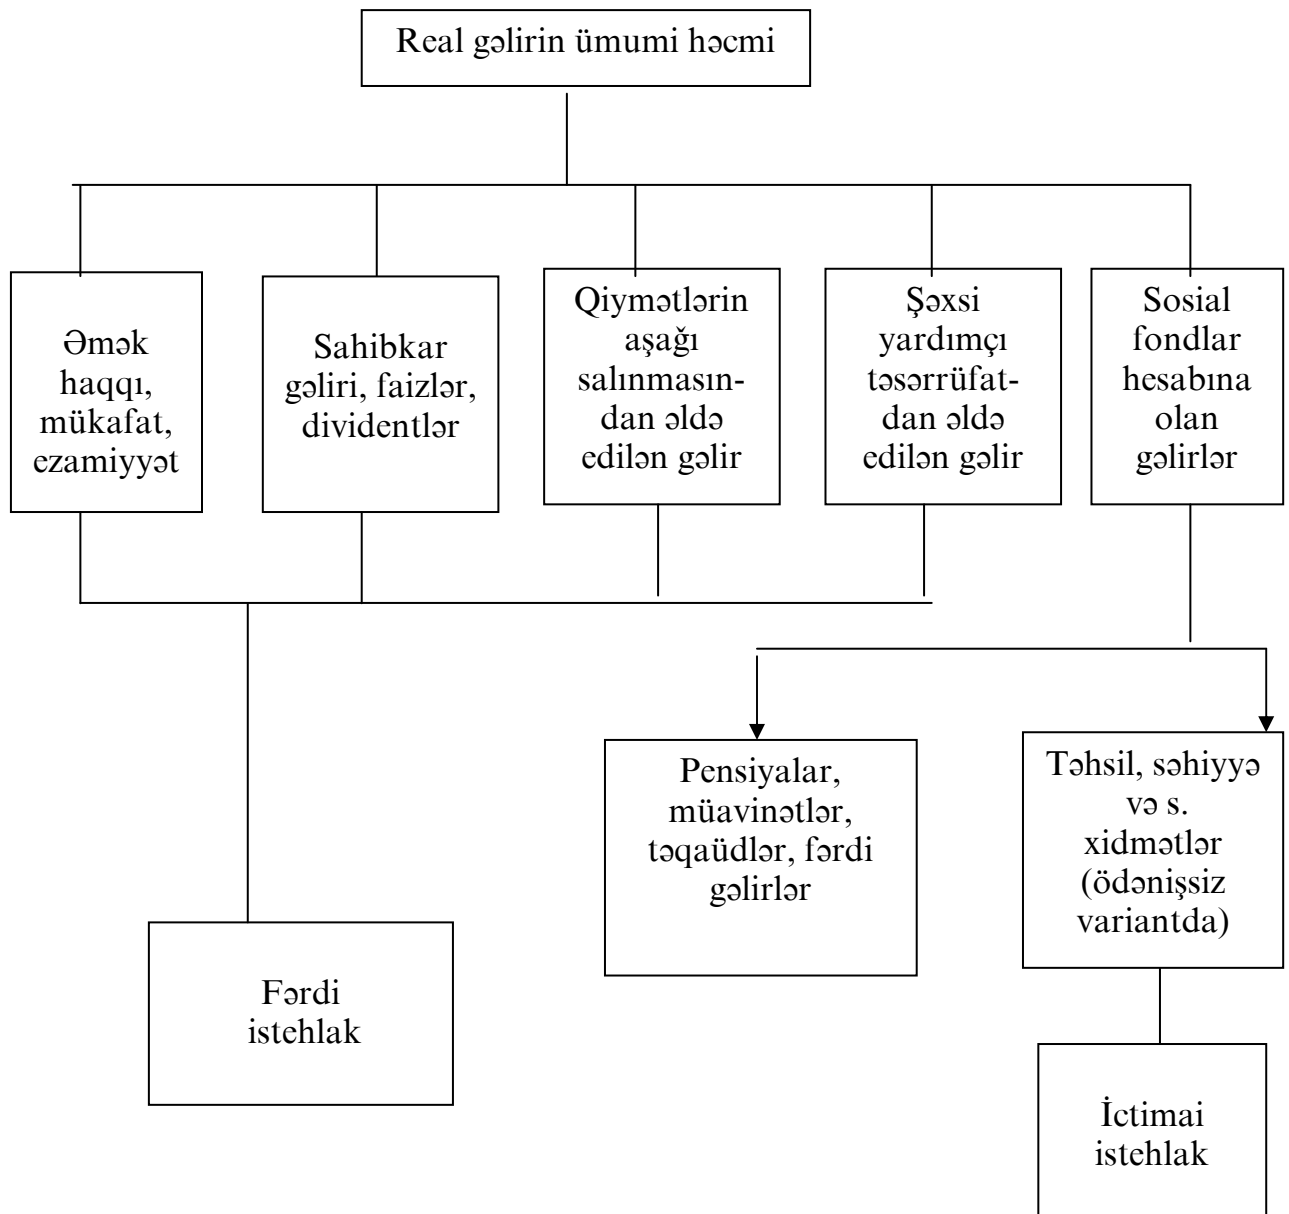 Real gəlirin ümumi həcmi
Əmək
haqqı,
mükafat,
ezamiyyət
Sahibkar
gəliri, faizlər,
dividentlər
Qiymətlərin
aşağı
salınmasın-
dan əldə
edilən gəlir
Şəxsi
yardımçı
təsərrüfat-
dan əldə
edilən gəlir
Sosial
fondlar
hesabına
olan
gəlirlər
Pensiyalar,
müavinətlər,
təqaüdlər, fərdi
gəlirlər
Təhsil, səhiyyə
və s.
xidmətlər
(ödənişsiz
variantda)
Fərdi
istehlak
İctimai
istehlak